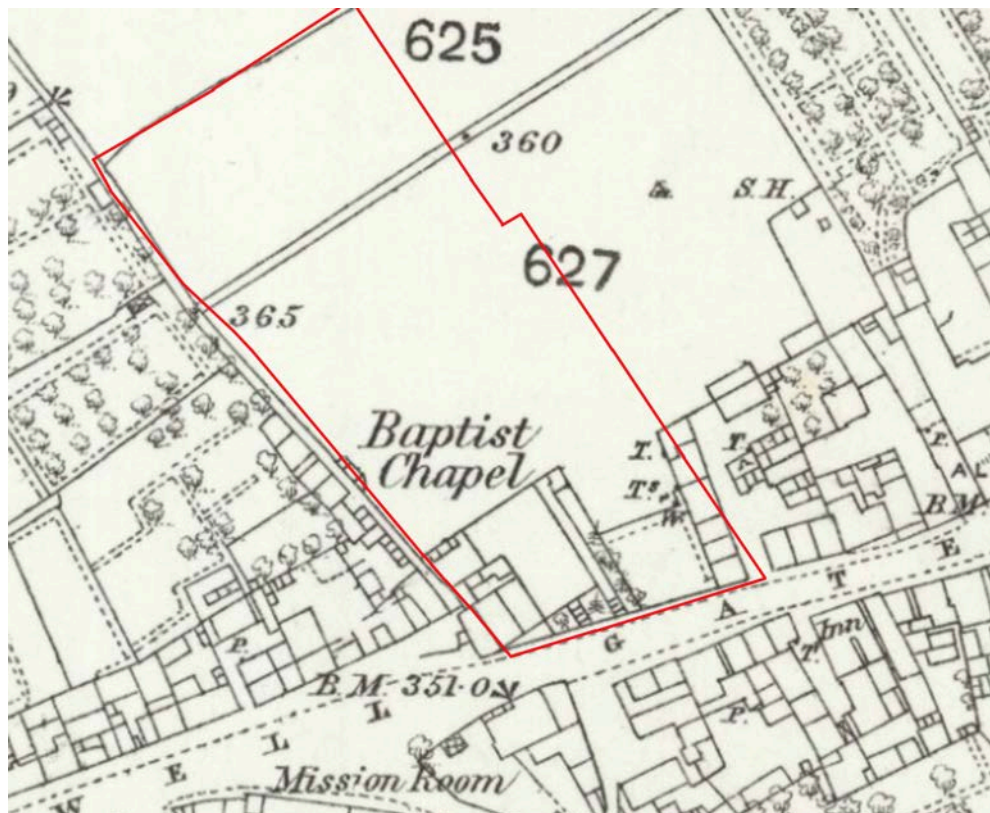 625
360
S.H.
627
365
Baptist
Chapel
T.
T.
Tˢ
W
r.
A L
B.M.
W E L L G A T E
Inn
T.
P.
P.
B.M. 351·0
Mission Room